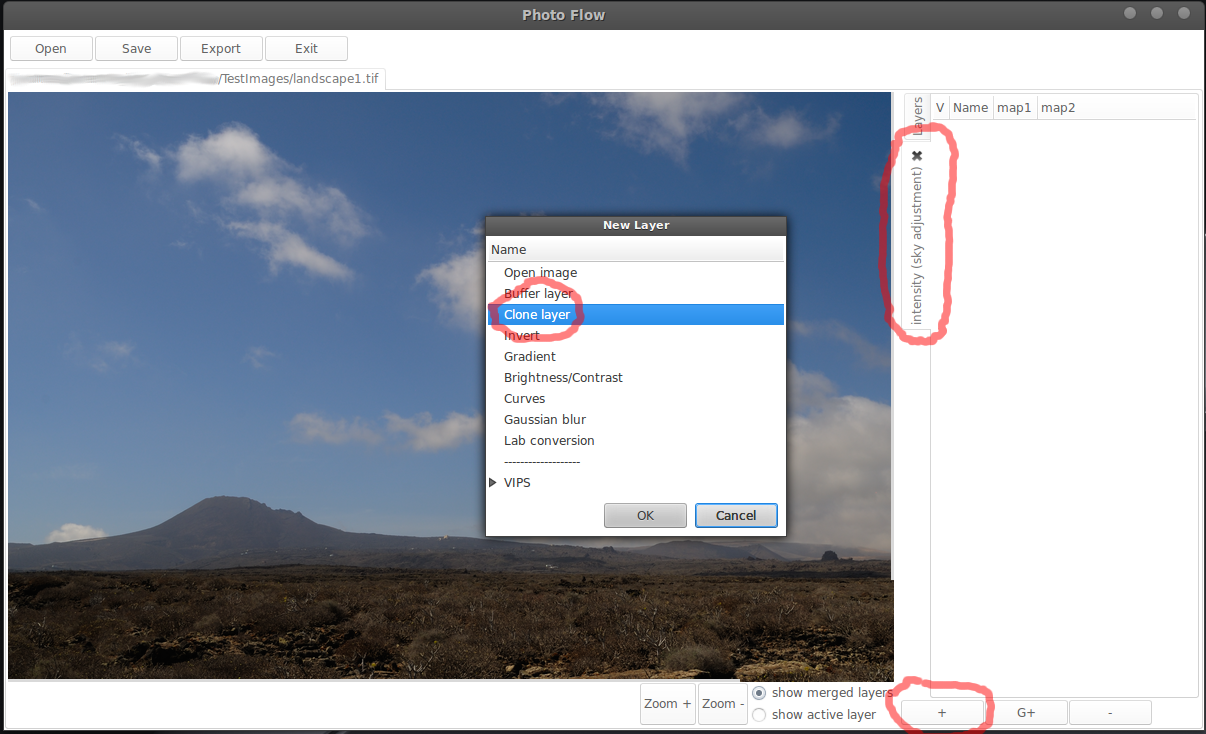 Photo Flow
Open Save Export Exit
/TestImages/landscape1.tif
Layers
V Name map1 map2
intensity (sky adjustment)
New Layer
Name
Open image
Buffer layer
Clone layer
Invert
Gradient
Brightness/Contrast
Curves
Gaussian blur
Lab conversion
-------------------
VIPS
OK Cancel
Zoom + Zoom -
show merged layers
show active layer
+ G+ -